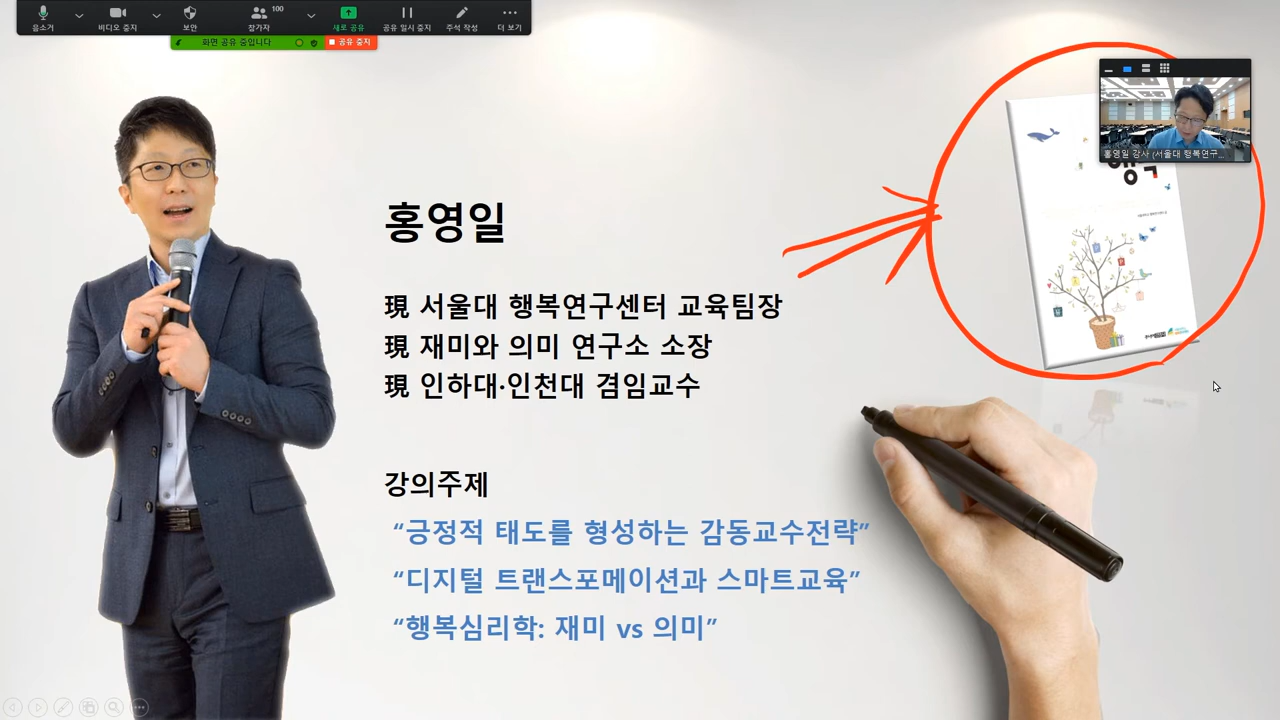 음소거
비디오 중지
보안
참가자
100
새로 공유
공유 일시 중지
주석 작성
더 보기
화면 공유 중입니다
공유 중지
홍영일 강사 (서울대 행복연구...
홍영일
現 서울대 행복연구센터 교육팀장
現 재미와 의미 연구소 소장
現 인하대·인천대 겸임교수
강의주제
“긍정적 태도를 형성하는 감동교수전략”
“디지털 트랜스포메이션과 스마트교육”
“행복심리학: 재미 vs 의미”